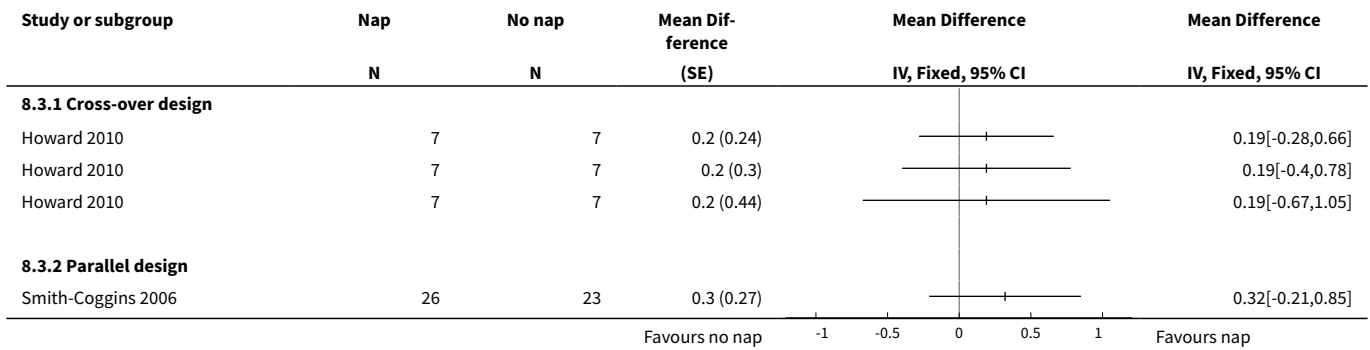 Study or subgroup Nap No nap Mean Dif- Mean Difference Mean Difference
ference
N N (SE) IV, Fixed, 95% CI IV, Fixed, 95% CI
8.3.1 Cross-over design
Howard 2010 7 7 0.2 (0.24) 0.19[-0.28,0.66]
Howard 2010 7 7 0.2 (0.3) 0.19[-0.4,0.78]
Howard 2010 7 7 0.2 (0.44) 0.19[-0.67,1.05]
8.3.2 Parallel design
Smith-Coggins 2006 26 23 0.3 (0.27) 0.32[-0.21,0.85]
Favours no nap -1 -0.5 0 0.5 1 Favours nap